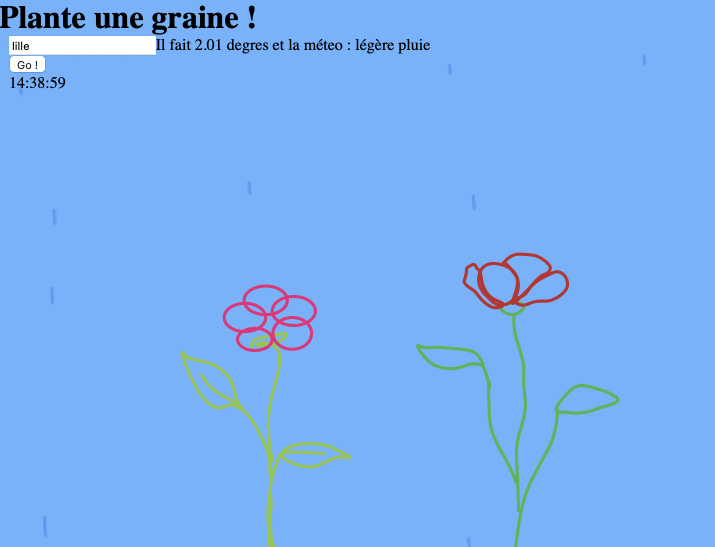 Plante une graine !
lille Il fait 2.01 degres et la méteo : légère pluie
Go !
14:38:59